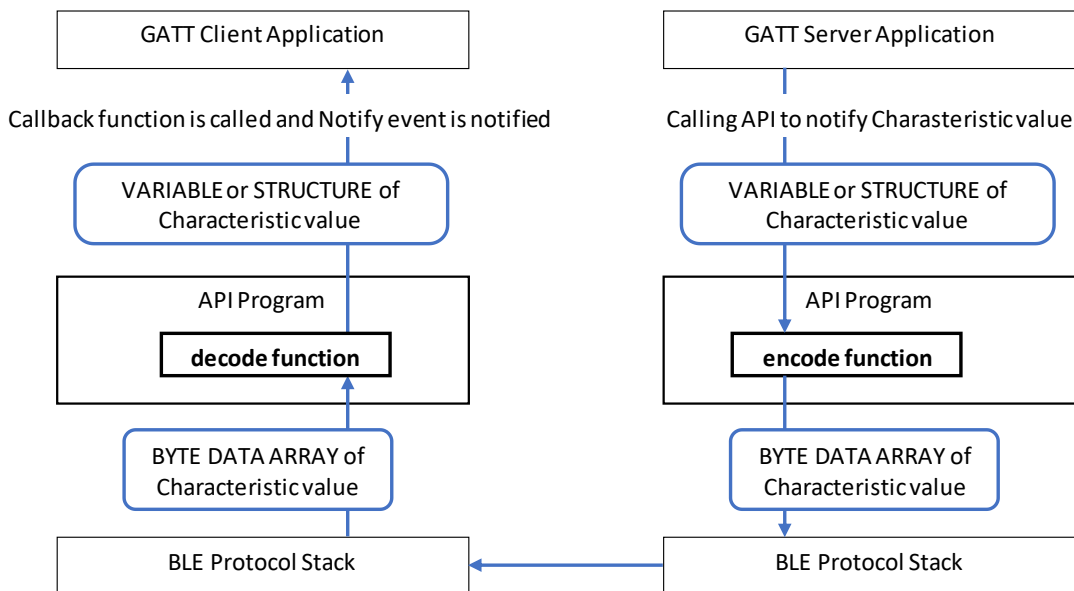 GATT Client Application
GATT Server Application
Callback function is called and Notify event is notified
Calling API to notify Charasteristic value
VARIABLE or STRUCTURE of
Characteristic value
VARIABLE or STRUCTURE of
Characteristic value
API Program
API Program
decode function
encode function
BYTE DATA ARRAY of
Characteristic value
BYTE DATA ARRAY of
Characteristic value
BLE Protocol Stack
BLE Protocol Stack